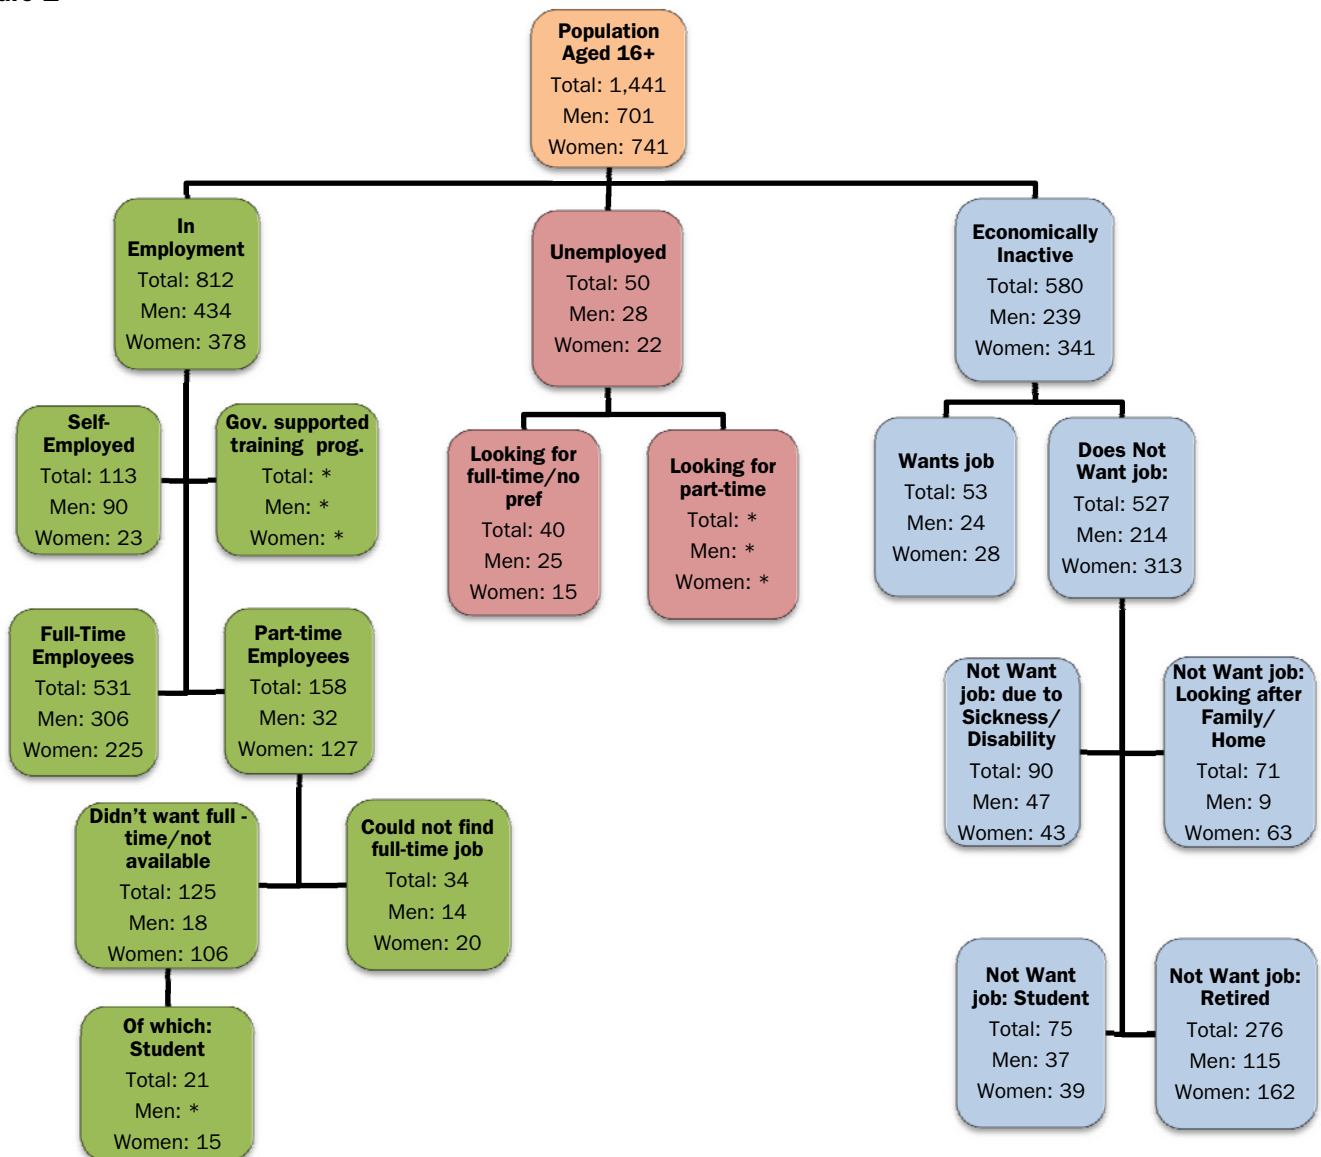 Population
Aged 16+
Total: 1,441
Men: 701
Women: 741
In
Employment
Total: 812
Men: 434
Women: 378
Unemployed
Total: 50
Men: 28
Women: 22
Economically
Inactive
Total: 580
Men: 239
Women: 341
Self-
Employed
Total: 113
Men: 90
Women: 23
Gov. supported
training prog.
Total: *
Men: *
Women: *
Looking for
full-time/no
pref
Total: 40
Men: 25
Women: 15
Looking for
part-time
Total: *
Men: *
Women: *
Wants job
Total: 53
Men: 24
Women: 28
Does Not
Want job:
Total: 527
Men: 214
Women: 313
Full-Time
Employees
Total: 531
Men: 306
Women: 225
Part-time
Employees
Total: 158
Men: 32
Women: 127
Not Want
job: due to
Sickness/
Disability
Total: 90
Men: 47
Women: 43
Not Want job:
Looking after
Family/
Home
Total: 71
Men: 9
Women: 63
Didn’t want full -
time/not
available
Total: 125
Men: 18
Women: 106
Could not find
full-time job
Total: 34
Men: 14
Women: 20
Of which:
Student
Total: 21
Men: *
Women: 15
Not Want
job: Student
Total: 75
Men: 37
Women: 39
Not Want job:
Retired
Total: 276
Men: 115
Women: 162